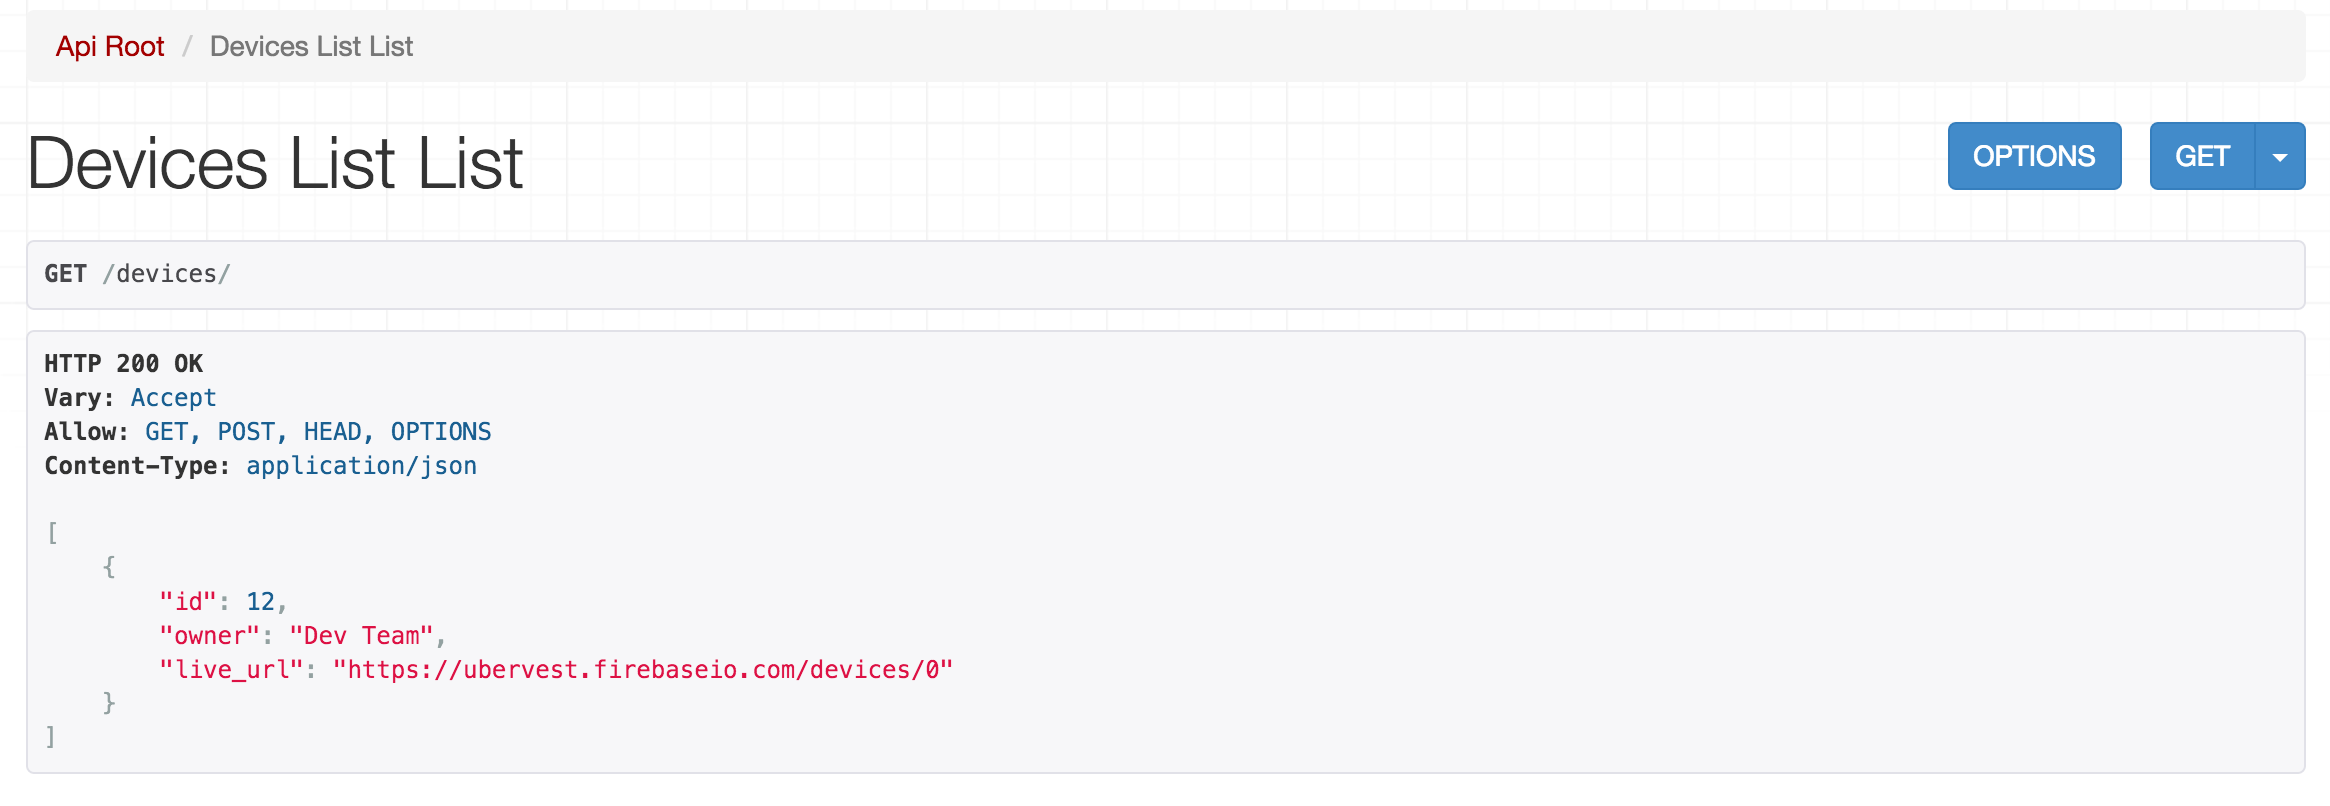 Api Root / Devices List List
Devices List List
OPTIONS GET
GET /devices/
HTTP 200 OK
Vary: Accept
Allow: GET, POST, HEAD, OPTIONS
Content-Type: application/json
[
    {
        "id": 12,
        "owner": "Dev Team",
        "live_url": "https://ubervest.firebaseio.com/devices/0"
    }
]